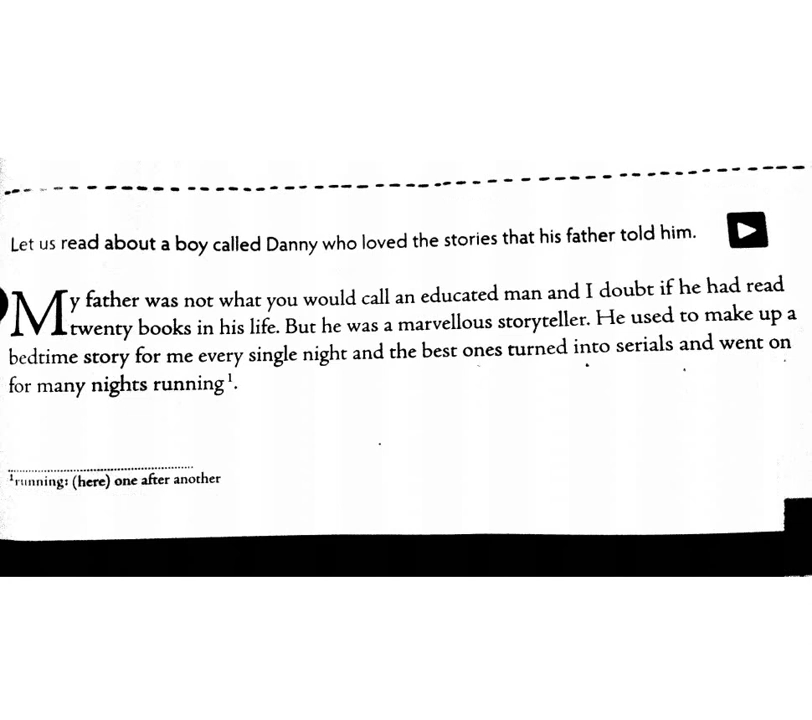 Let us read about a boy called Danny who loved the stories that his father told him.
My father was not what you would call an educated man and I doubt if he had read
twenty books in his life. But he was a marvellous storyteller. He used to make up a
bedtime story for me every single night and the best ones turned into serials and went on
for many nights running¹.
¹running: (here) one after another